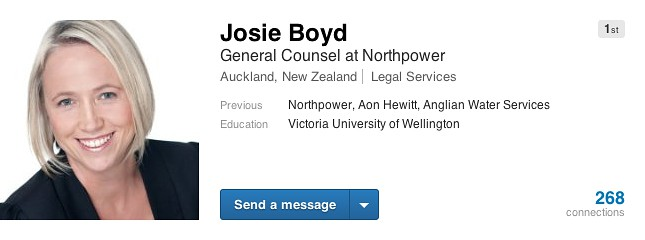 Josie Boyd
1st
General Counsel at Northpower
Auckland, New Zealand | Legal Services
Previous Northpower, Aon Hewitt, Anglian Water Services
Education Victoria University of Wellington
Send a message
268
connections